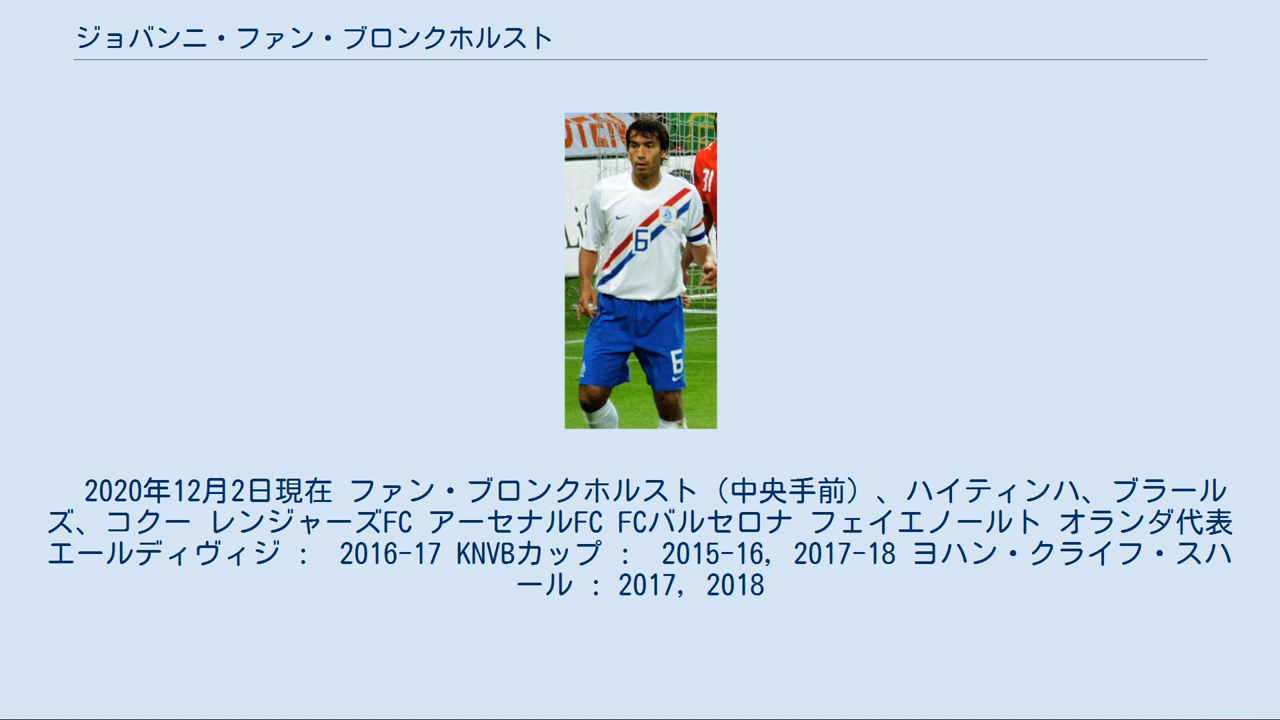 ジョバンニ・ファン・ブロンクホルスト
31
6
6
2020年12月2日現在 ファン・ブロンクホルスト（中央手前）、ハイティンハ、ブラール
ズ、コクー レンジャーズFC アーセナルFC FCバルセロナ フェイエノールト オランダ代表
エールディヴィジ ： 2016-17 KNVBカップ ： 2015-16, 2017-18 ヨハン・クライフ・スハ
ール : 2017, 2018